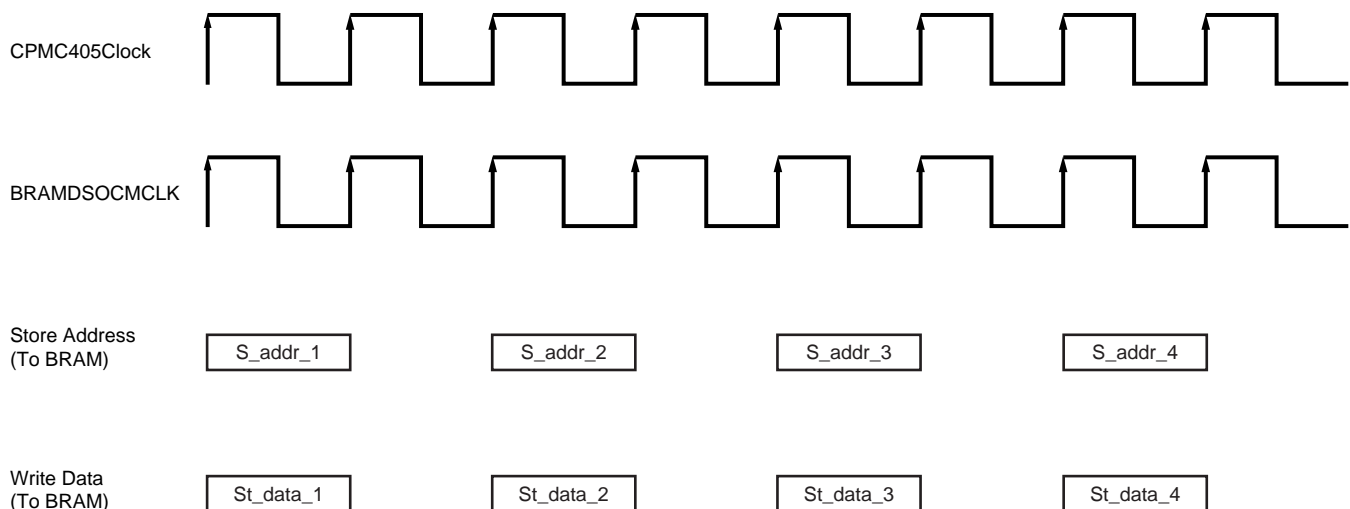 CPMC405Clock
BRAMDSOCMCLK
Store Address
(To BRAM)
S_addr_1
S_addr_2
S_addr_3
S_addr_4
Write Data
(To BRAM)
St_data_1
St_data_2
St_data_3
St_data_4